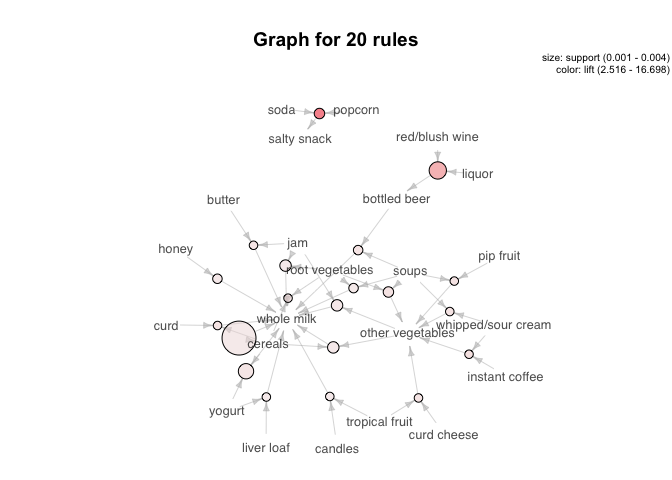 Graph for 20 rules
size: support (0.001 - 0.004)
color: lift (2.516 - 16.698)
soda
popcorn
salty snack
red/blush wine
liquor
bottled beer
butter
honey
jam
root vegetables
soups
pip fruit
curd
whole milk
cereals
other vegetables
whipped/sour cream
instant coffee
yogurt
tropical fruit
curd cheese
liver loaf
candles